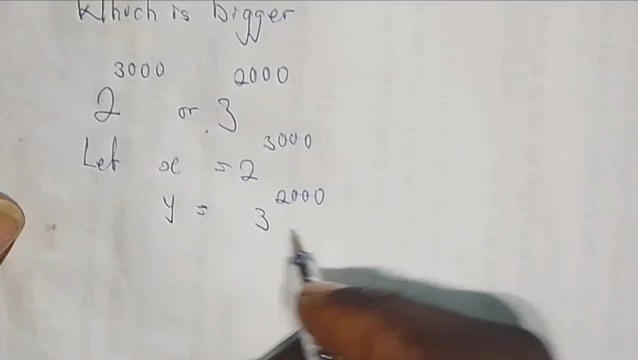 Which is bigger
2^3000 or 3^2000
Let x = 2^3000
y = 3^2000